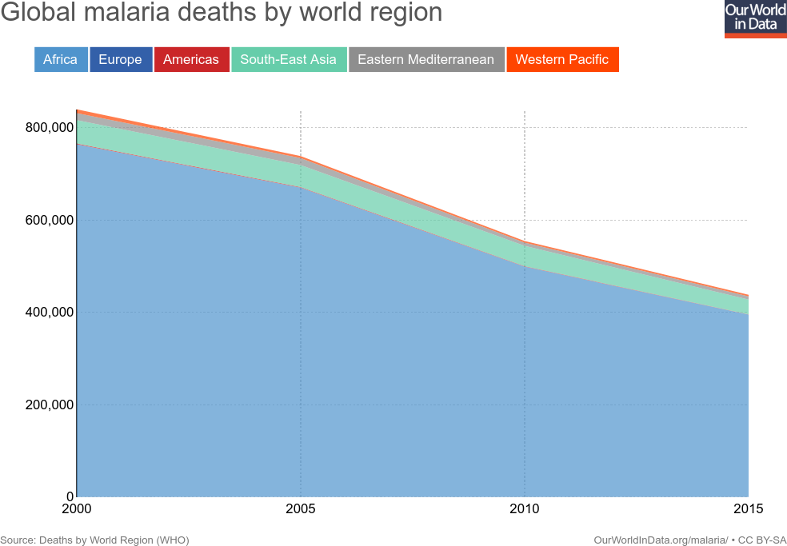 Global malaria deaths by world region
Our World
in Data
Africa
Europe
Americas
South-East Asia
Eastern Mediterranean
Western Pacific
800,000
600,000
400,000
200,000
0
2000
2005
2010
2015
Source: Deaths by World Region (WHO)
OurWorldInData.org/malaria/ • CC BY-SA